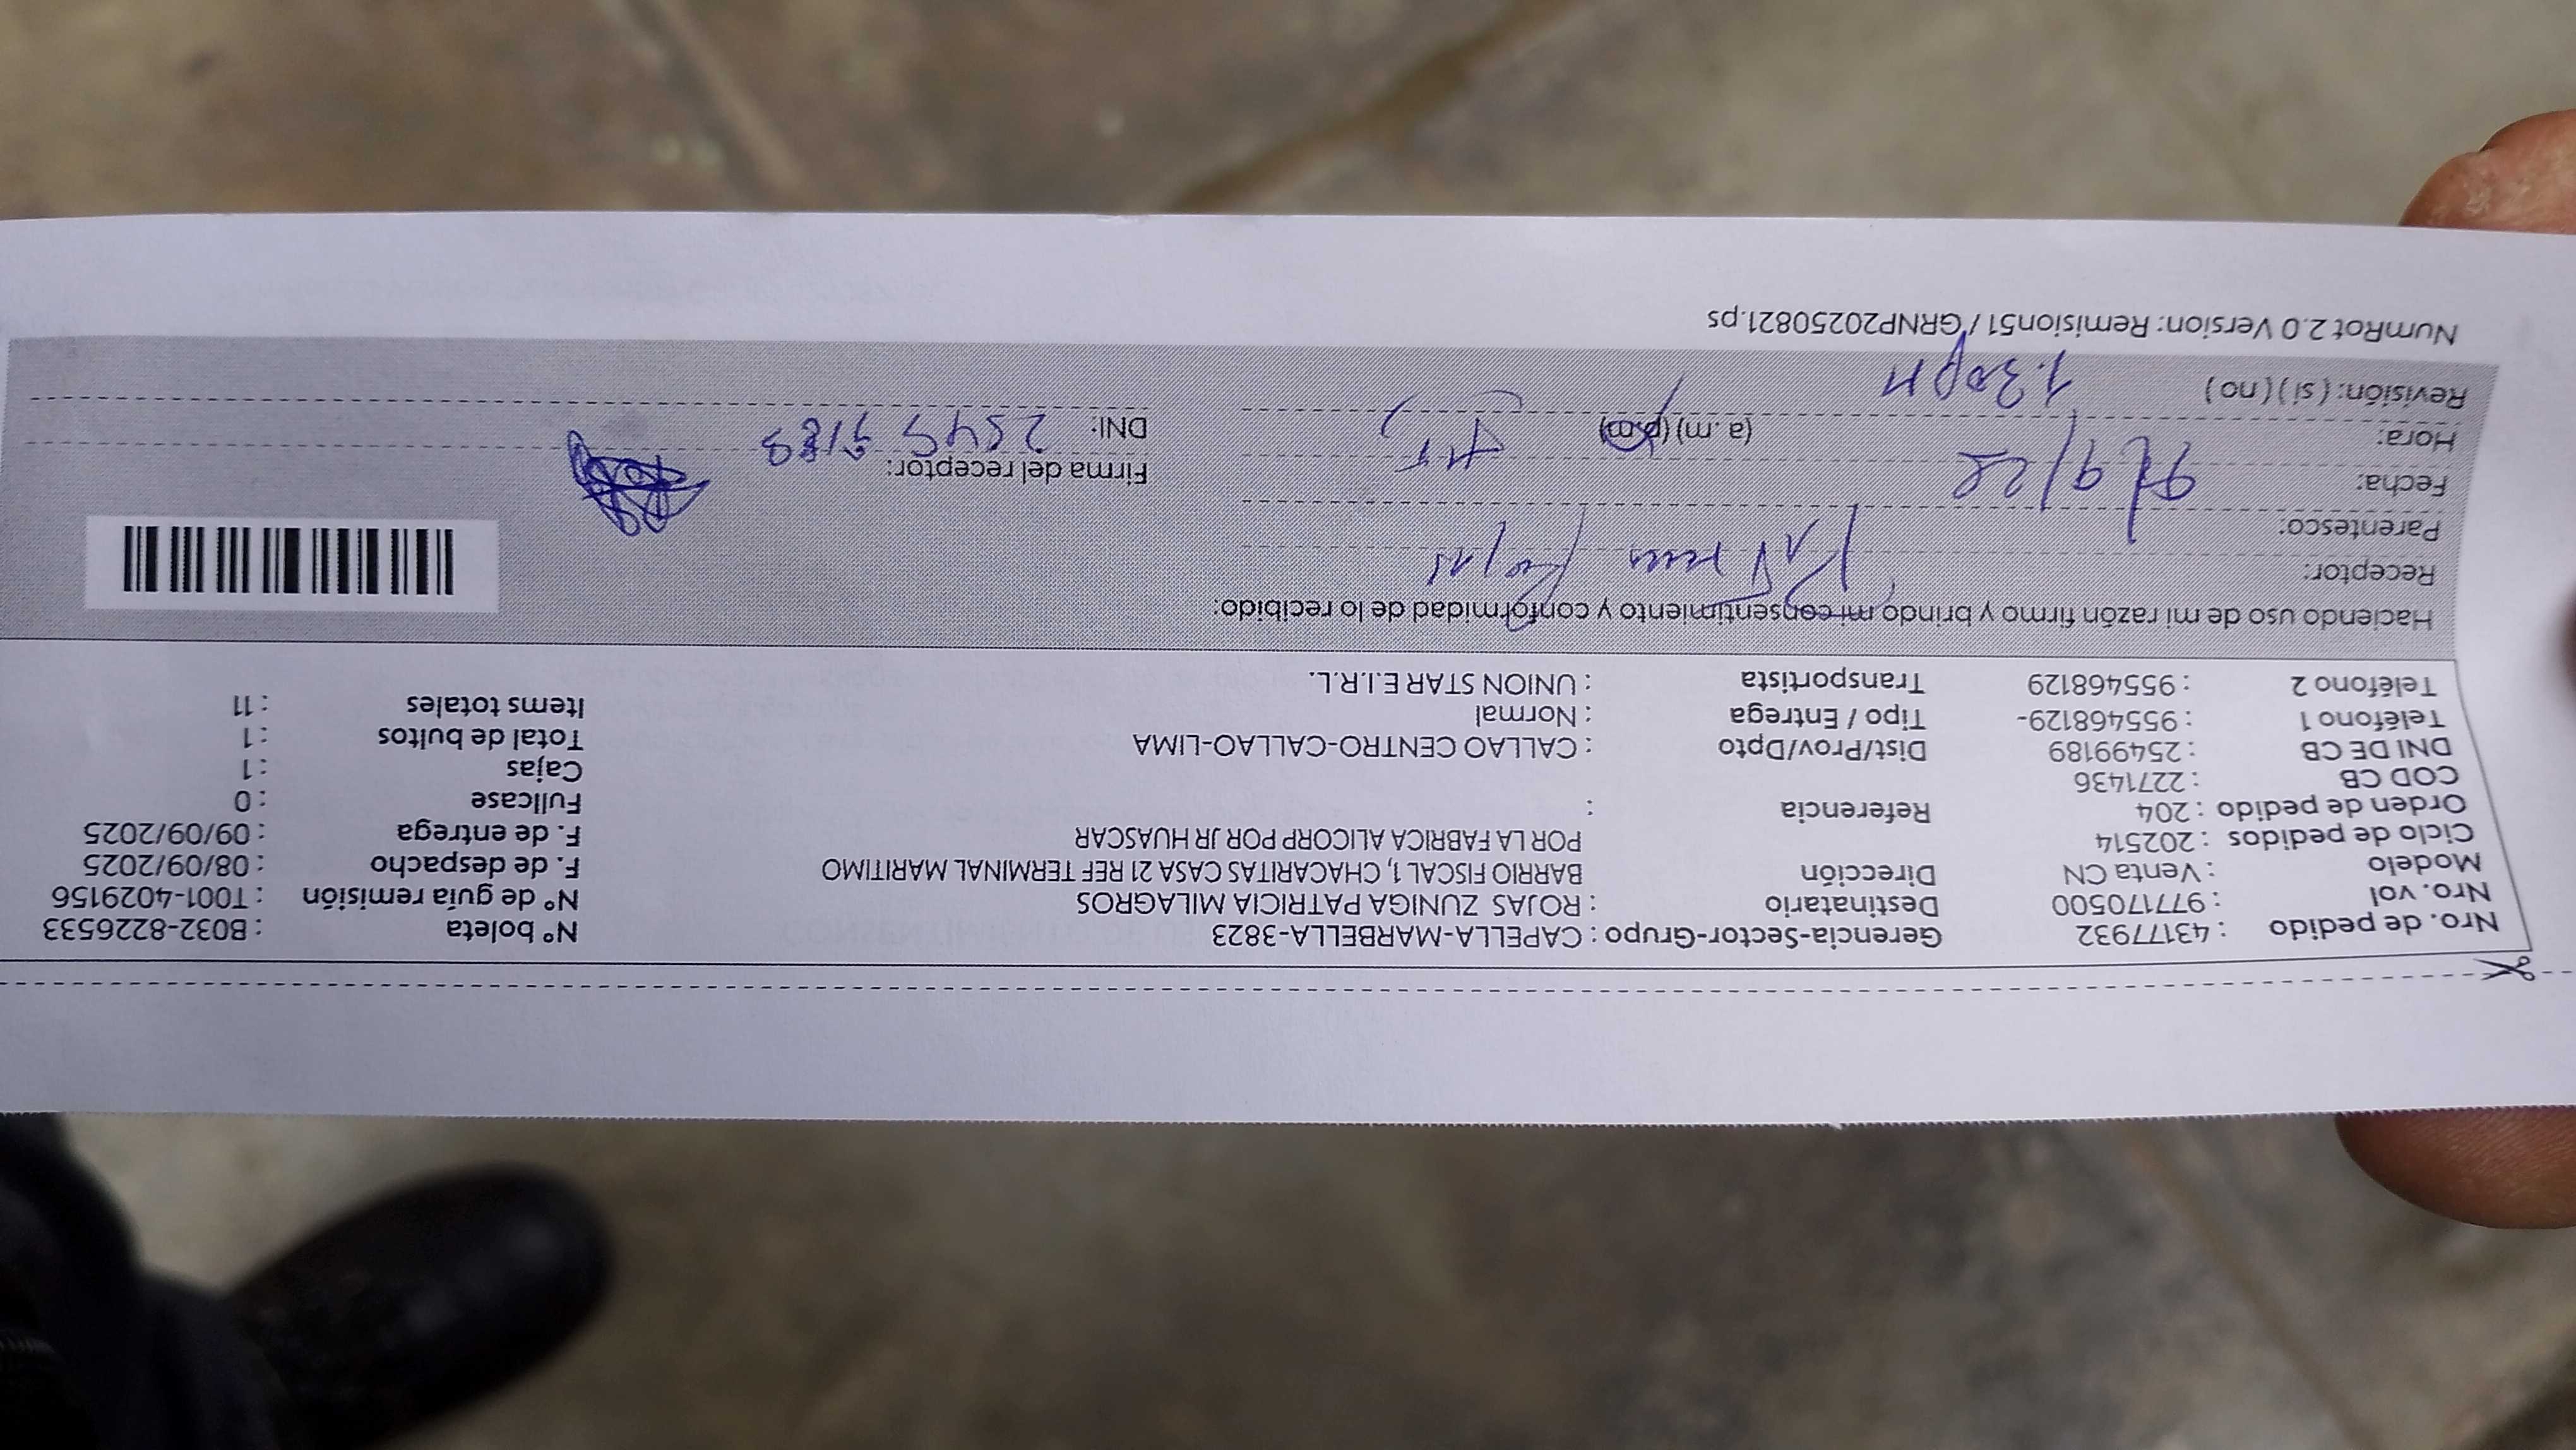 Nro. de pedido : 43177932 Gerencia-Sector-Grupo : CAPELLA-MARBELLA-3823 N° boleta : B032-8226533
Nro. vol : 977170500 Destinatario : ROJAS ZUNIGA PATRICIA MILAGROS N° de guía remisión : T001-4029156
Modelo : Venta CN Dirección BARRIO FISCAL 1, CHACARITAS CASA 21 REF TERMINAL MARITIMO F. de despacho : 08/09/2025
Ciclo de pedidos : 202514 POR LA FABRICA ALICORP POR JR HUASCAR F. de entrega : 09/09/2025
Orden de pedido : 204 Referencia : Fullcase : 0
COD CB : 2271436 Cajas : 1
DNI DE CB : 25499189 Dist/Prov/Dpto : CALLAO CENTRO-CALLAO-LIMA Total de bultos : 1
Teléfono 1 : 955468129- Tipo / Entrega : Normal Items totales : 11
Teléfono 2 : 955468129 Transportista : UNION STAR E.I.R.L.
Haciendo uso de mi razón firmo y brindo mi consentimiento y conformidad de lo recibido:
Receptor: Rojas
Parentesco:
Fecha: Firma del receptor:
Hora: (a. m) (p.m) DNI:
Revisión: ( si ) ( no ) 1:30 pm
NumRot 2.0 Version: Remision51 / GRNP20250821.ps